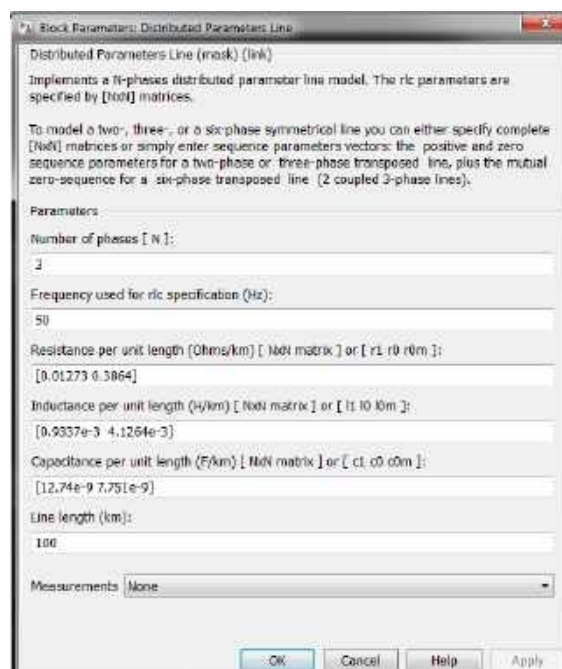 Block Parameters: Distributed Parameters Line
Distributed Parameters Line (mask) (link)
Implements a N-phases distributed parameter line model. The rlc parameters are
specified by [NxN] matrices.
To model a two-, three-, or a six-phase symmetrical line you can either specify complete
[NxN] matrices or simply enter sequence parameters vectors: the positive and zero
sequence parameters for a two-phase or three-phase transposed line, plus the mutual
zero-sequence for a six-phase transposed line (2 coupled 3-phase lines).
Parameters
Number of phases [ N ]:
3
Frequency used for rlc specification (Hz):
50
Resistance per unit length (Ohms/km) [ NxN matrix ] or [ r1 r0 r0m ]:
[0.01273 0.3864]
Inductance per unit length (H/km) [ NxN matrix ] or [ l1 l0 l0m ]:
[0.9337e-3 4.1264e-3]
Capacitance per unit length (F/km) [ NxN matrix ] or [ c1 c0 c0m ]:
[12.74e-9 7.751e-9]
Line length (km):
100
Measurements None
OK Cancel Help Apply